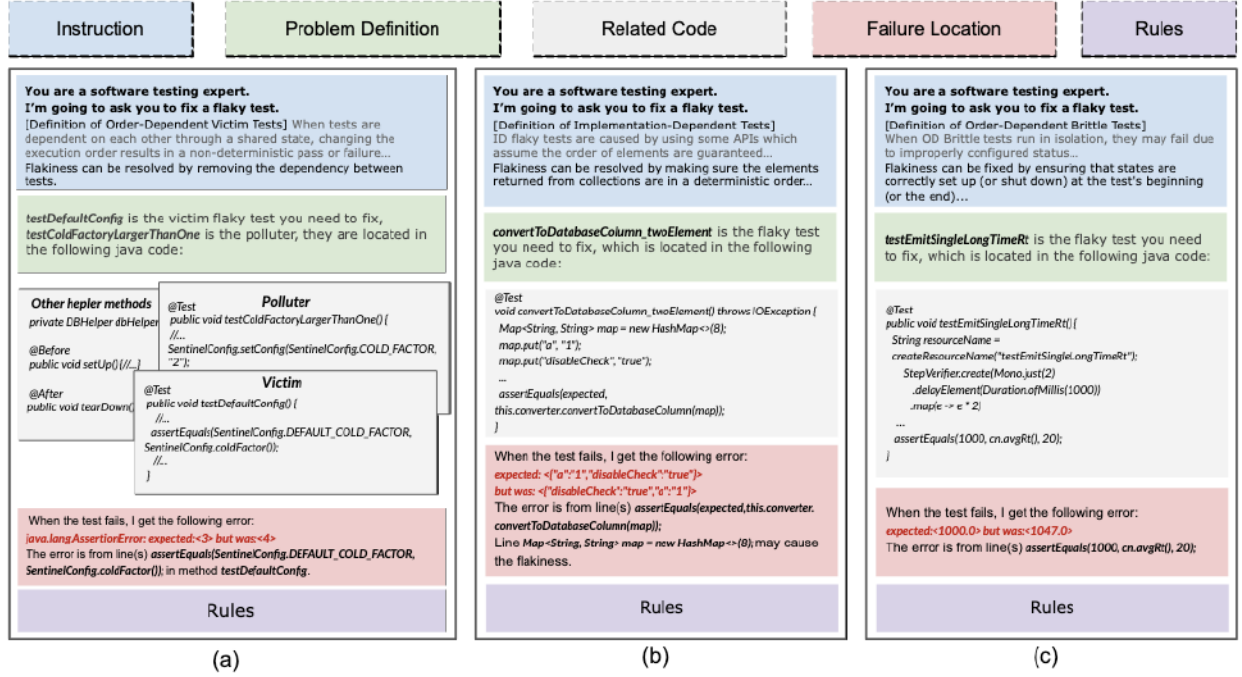 Instruction
Problem Definition
Related Code
Failure Location
Rules
You are a software testing expert.
I'm going to ask you to fix a flaky test.
[Definition of Order-Dependent Victim Tests] When tests are
dependent on each other through a shared state, changing the
execution order results in a non-deterministic pass or failure...
Flakiness can be resolved by removing the dependency between
tests.
testDefaultConfig is the victim flaky test you need to fix,
testColdFactoryLargerThanOne is the polluter, they are located in
the following java code:
Other hepler methods
private DBHelper dbHelper
@Before
public void setUp(){//...}
@After
public void tearDown()
Polluter
@Test
public void testColdFactoryLargerThanOne() {
//...
SentinelConfig.setConfig(SentinelConfig.COLD_FACTOR,
"2");
Victim
@Test
public void testDefaultConfig() {
//...
assertEquals(SentinelConfig.DEFAULT_COLD_FACTOR,
SentinelConfig.coldFactor());
//...
}
When the test fails, I get the following error:
java.langAssertionError: expected:<3> but was:<4>
The error is from line(s) assertEquals(SentinelConfig.DEFAULT_COLD_FACTOR,
SentinelConfig.coldFactor()); in method testDefaultConfig.
Rules
(a)
You are a software testing expert.
I'm going to ask you to fix a flaky test.
[Definition of Implementation-Dependent Tests]
ID flaky tests are caused by using some APIs which
assume the order of elements are guaranteed...
Flakiness can be resolved by making sure the elements
returned from collections are in a deterministic order...
convertToDatabaseColumn_twoElement is the flaky test
you need to fix, which is located in the following
java code:
@Test
void convertToDatabaseColumn_twoElement() throws IOException {
Map<String, String> map = new HashMap<>(8);
map.put("a", "1");
map.put("disableCheck", "true");
...
assertEquals(expected,
this.converter.convertToDatabaseColumn(map));
}
When the test fails, I get the following error:
expected: <{"a":"1","disableCheck":"true"}>
but was: <{"disableCheck":"true","a":"1"}>
The error is from line(s) assertEquals(expected,this.converter.
convertToDatabaseColumn(map));
Line Map<String, String> map = new HashMap<>(8); may cause
the flakiness.
Rules
(b)
You are a software testing expert.
I'm going to ask you to fix a flaky test.
[Definition of Order-Dependent Brittle Tests]
When OD Brittle tests run in isolation, they may fail due
to improperly configured status...
Flakiness can be fixed by ensuring that states are
correctly set up (or shut down) at the test's beginning
(or the end)...
testEmitSingleLongTimeRt is the flaky test you need
to fix, which is located in the following java code:
@Test
public void testEmitSingleLongTimeRt(){
String resourceName =
createResourceName("testEmitSingleLongTimeRt");
StepVerifier.create(Mono.just(2)
.delayElement(Duration.ofMillis(1000))
.map(e -> e * 2)
...
assertEquals(1000, cn.avgRt(), 20);
}
When the test fails, I get the following error:
expected:<1000.0> but was:<1047.0>
The error is from line(s) assertEquals(1000, cn.avgRt(), 20);
Rules
(c)